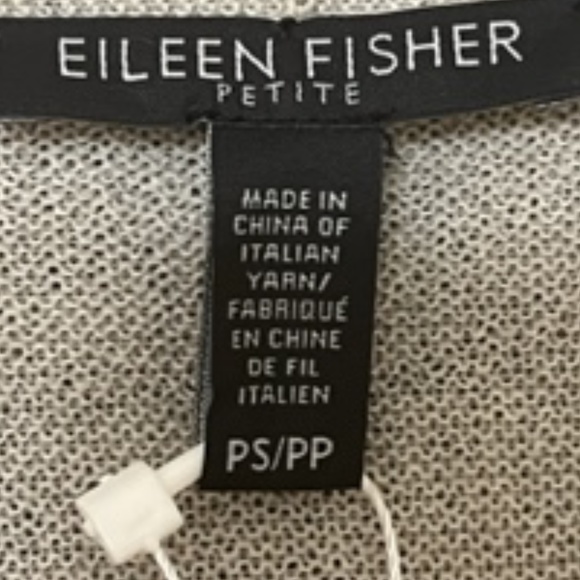 EILEEN FISHER
PETITE
MADE IN
CHINA OF
ITALIAN
YARN/
FABRIQUÉ
EN CHINE
DE FIL
ITALIEN
PS/PP